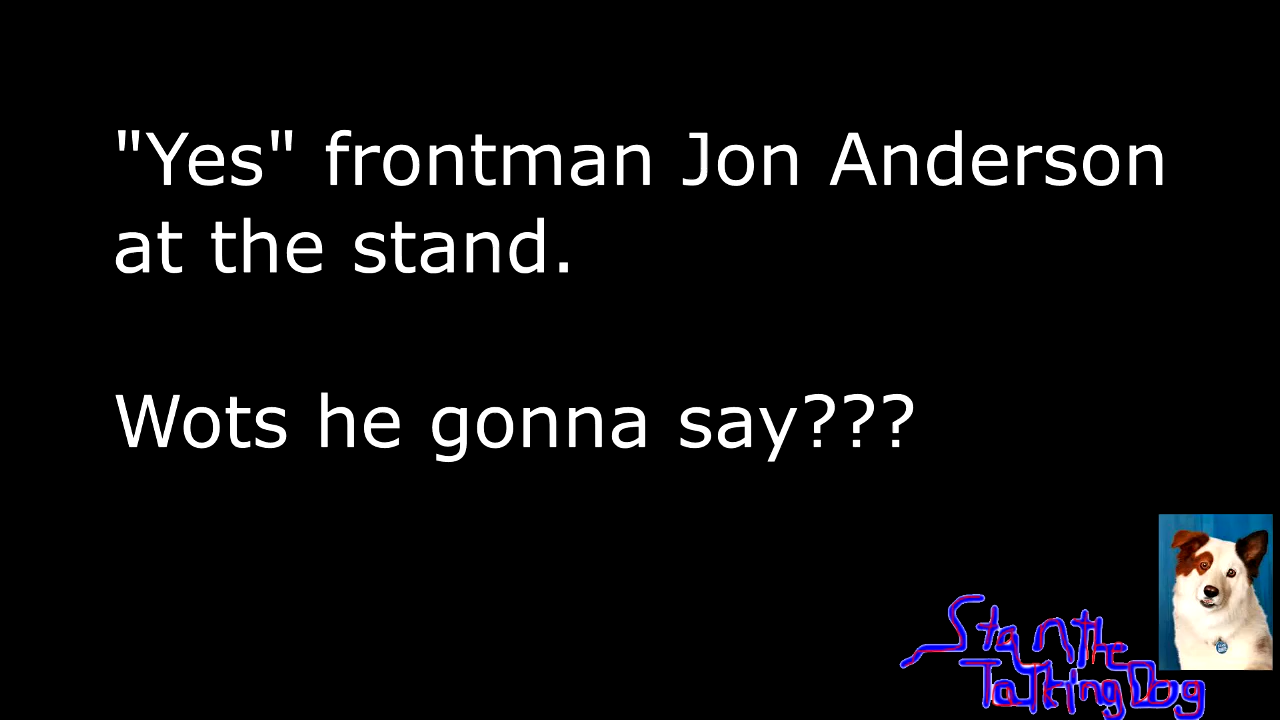 "Yes" frontman Jon Anderson
at the stand.
Wots he gonna say???
Stan the
Talking Dog